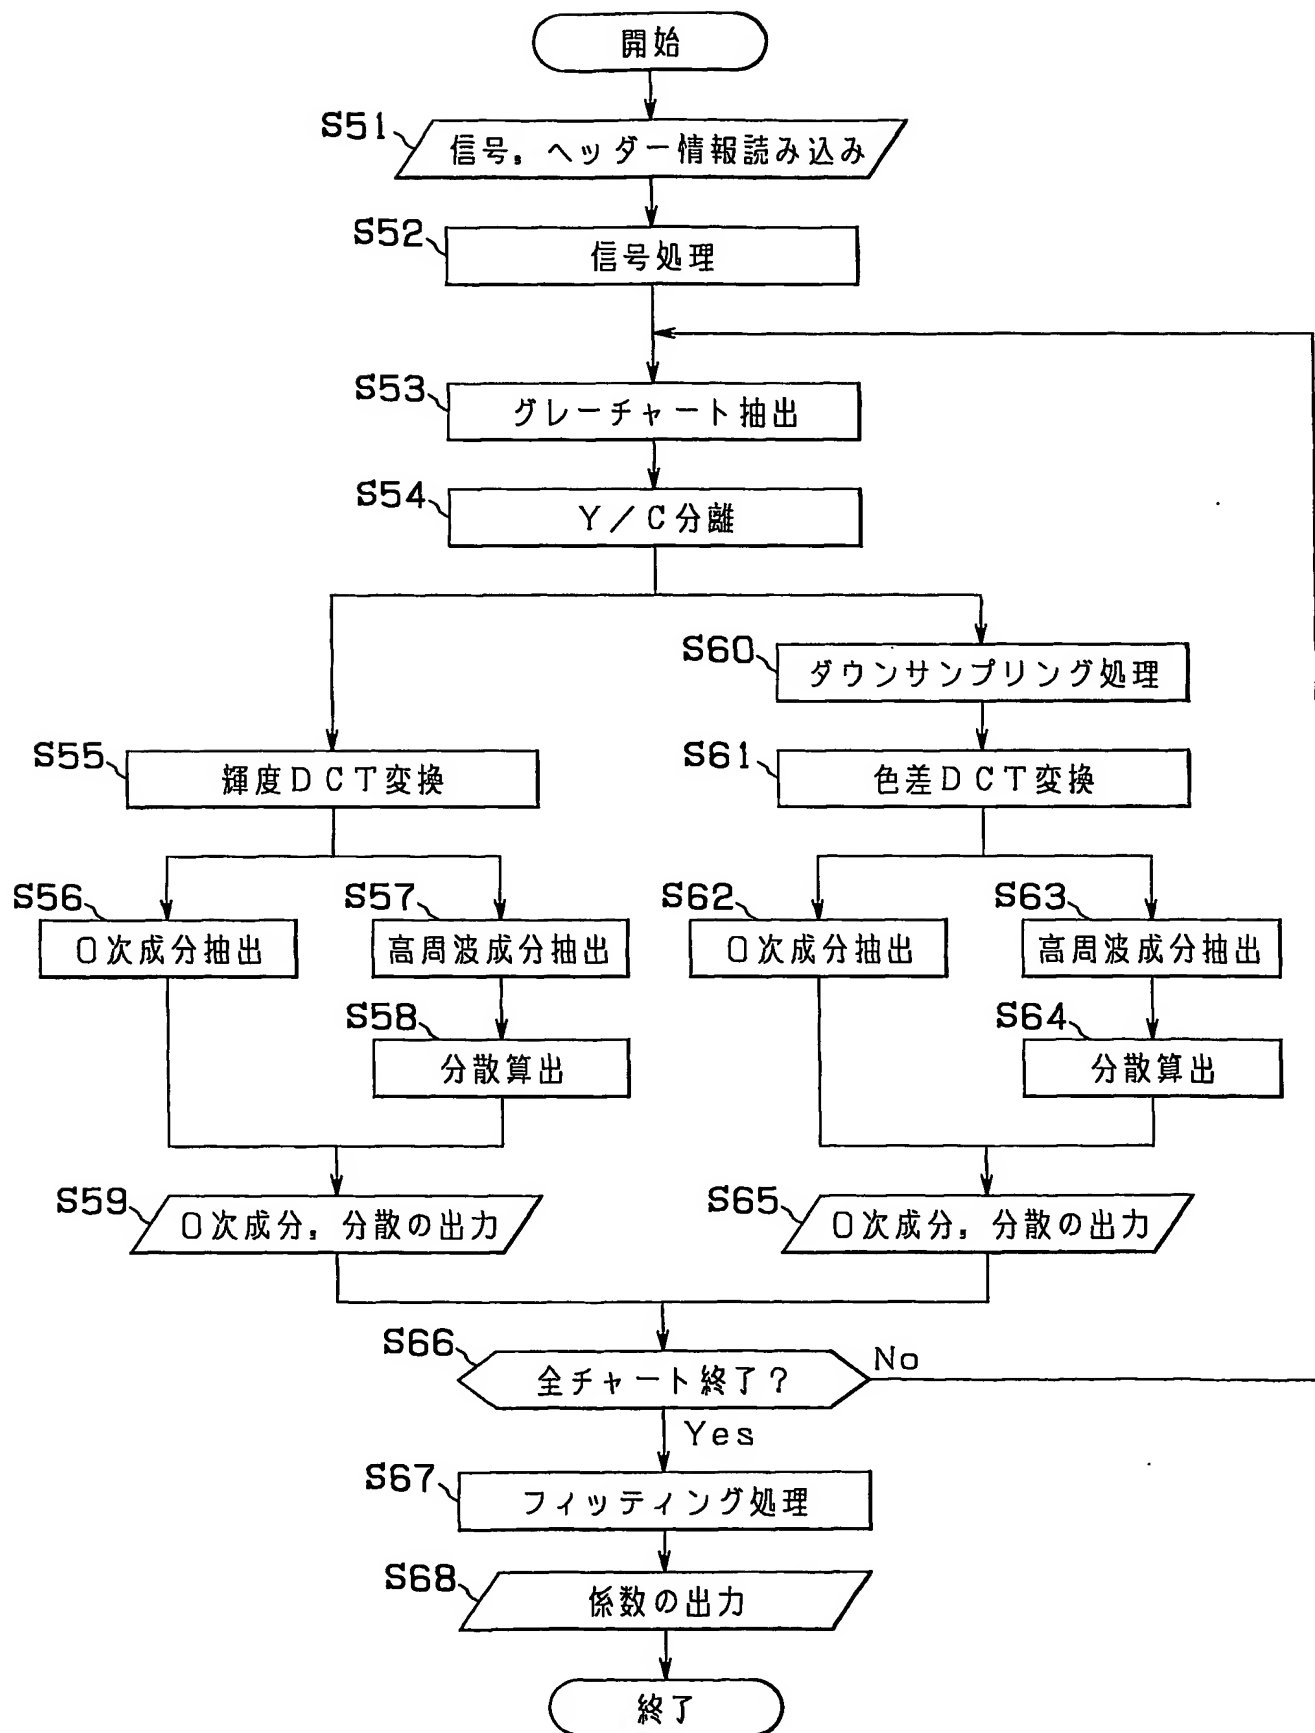 開始
S51
信号，ヘッダー情報読み込み
S52
信号処理
S53
グレーチャート抽出
S54
Y／C分離
S60
ダウンサンプリング処理
S55
輝度DCT変換
S61
色差DCT変換
S56
0次成分抽出
S57
高周波成分抽出
S62
0次成分抽出
S63
高周波成分抽出
S58
分散算出
S64
分散算出
S59
0次成分，分散の出力
S65
0次成分，分散の出力
S66
全チャート終了？
No
Yes
S67
フィッティング処理
S68
係数の出力
終了